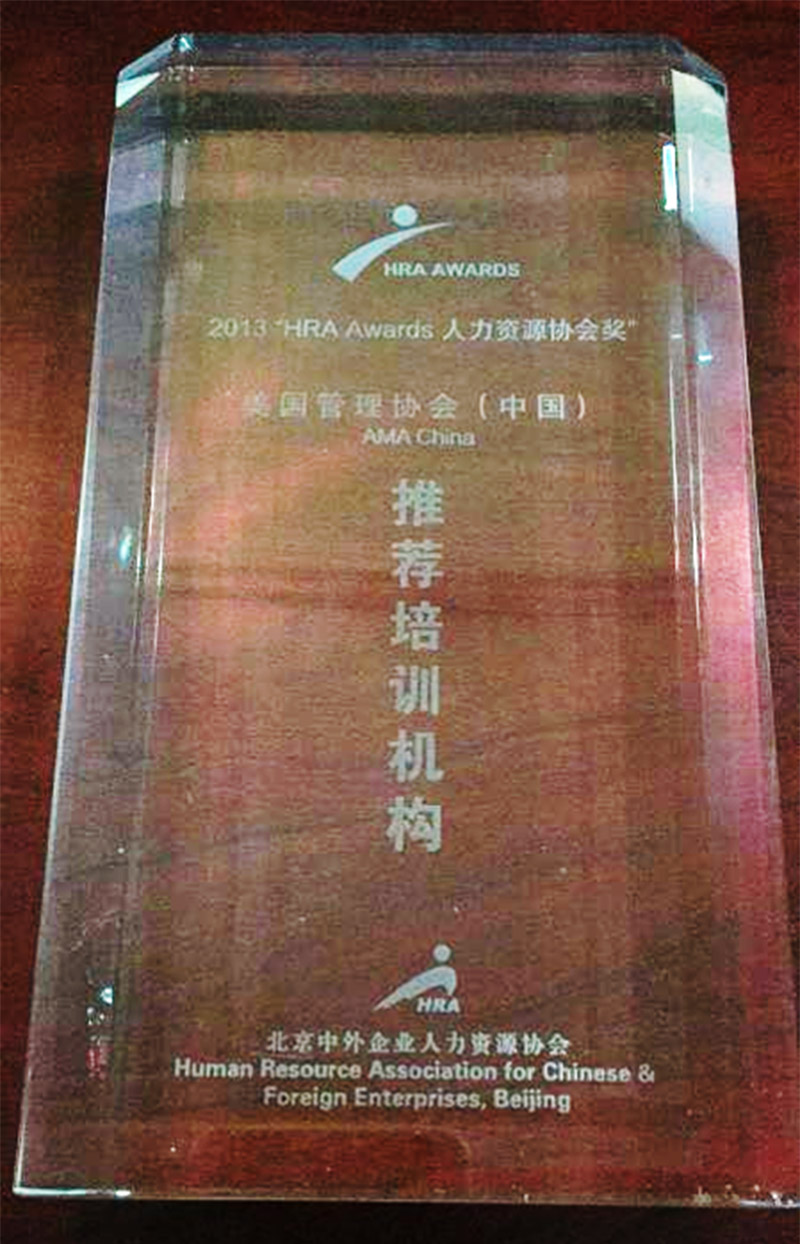 HRA AWARDS
2013 "HRA Awards 人力资源协会奖"
美国管理协会（中国）
AMA China
推荐培训机构
HRA
北京中外企业人力资源协会
Human Resource Association for Chinese &
Foreign Enterprises, Beijing